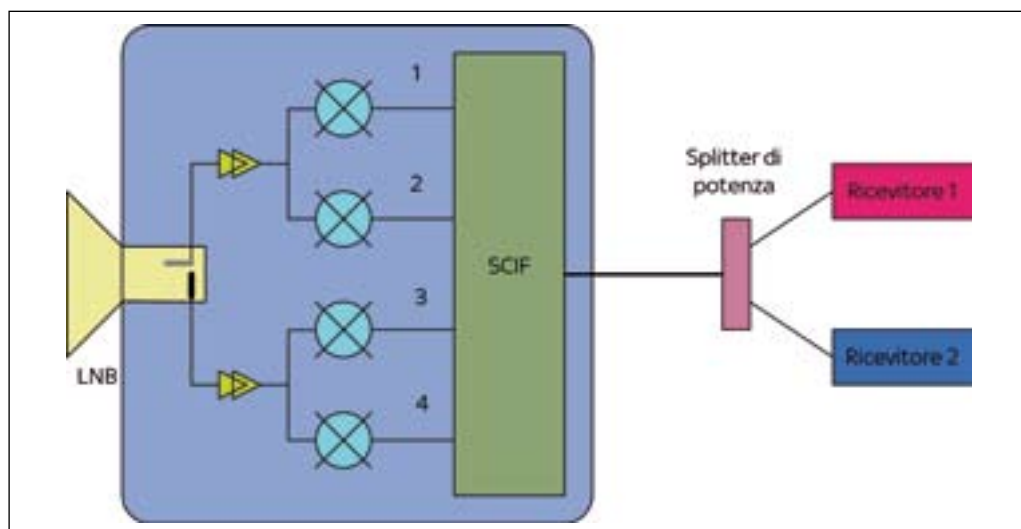 1
2
3
4
LNB
SCIF
Splitter di
potenza
Ricevitore 1
Ricevitore 2